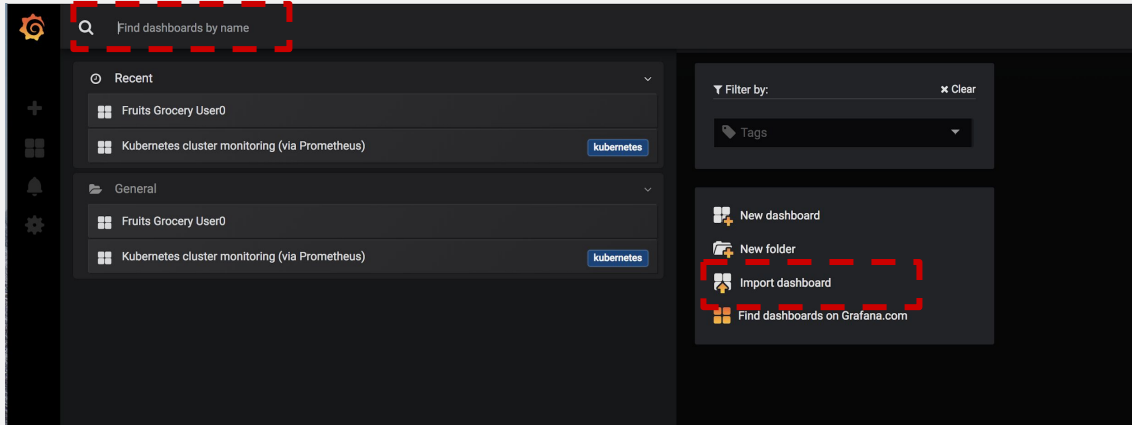 Find dashboards by name
Recent
Fruits Grocery User0
Kubernetes cluster monitoring (via Prometheus)
kubernetes
General
Fruits Grocery User0
Kubernetes cluster monitoring (via Prometheus)
kubernetes
Filter by:
Clear
Tags
New dashboard
New folder
Import dashboard
Find dashboards on Grafana.com